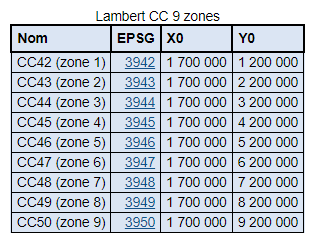 Lambert CC 9 zones
Nom EPSG X0 Y0
CC42 (zone 1) 3942 1 700 000 1 200 000
CC43 (zone 2) 3943 1 700 000 2 200 000
CC44 (zone 3) 3944 1 700 000 3 200 000
CC45 (zone 4) 3945 1 700 000 4 200 000
CC46 (zone 5) 3946 1 700 000 5 200 000
CC47 (zone 6) 3947 1 700 000 6 200 000
CC48 (zone 7) 3948 1 700 000 7 200 000
CC49 (zone 8) 3949 1 700 000 8 200 000
CC50 (zone 9) 3950 1 700 000 9 200 000